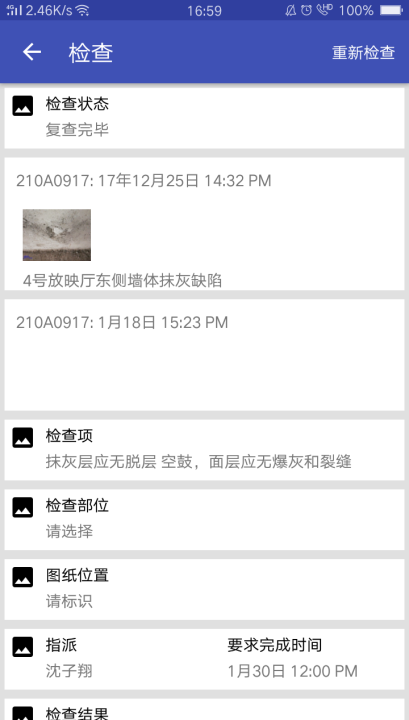 4G 2.46K/s 16:59 HD 100%
检查 重新检查
检查状态
复查完毕
210A0917: 17年12月25日 14:32 PM
4号放映厅东侧墙体抹灰缺陷
210A0917: 1月18日 15:23 PM
检查项
抹灰层应无脱层 空鼓，面层应无爆灰和裂缝
检查部位
请选择
图纸位置
请标识
指派 要求完成时间
沈子翔 1月30日 12:00 PM
检查结果